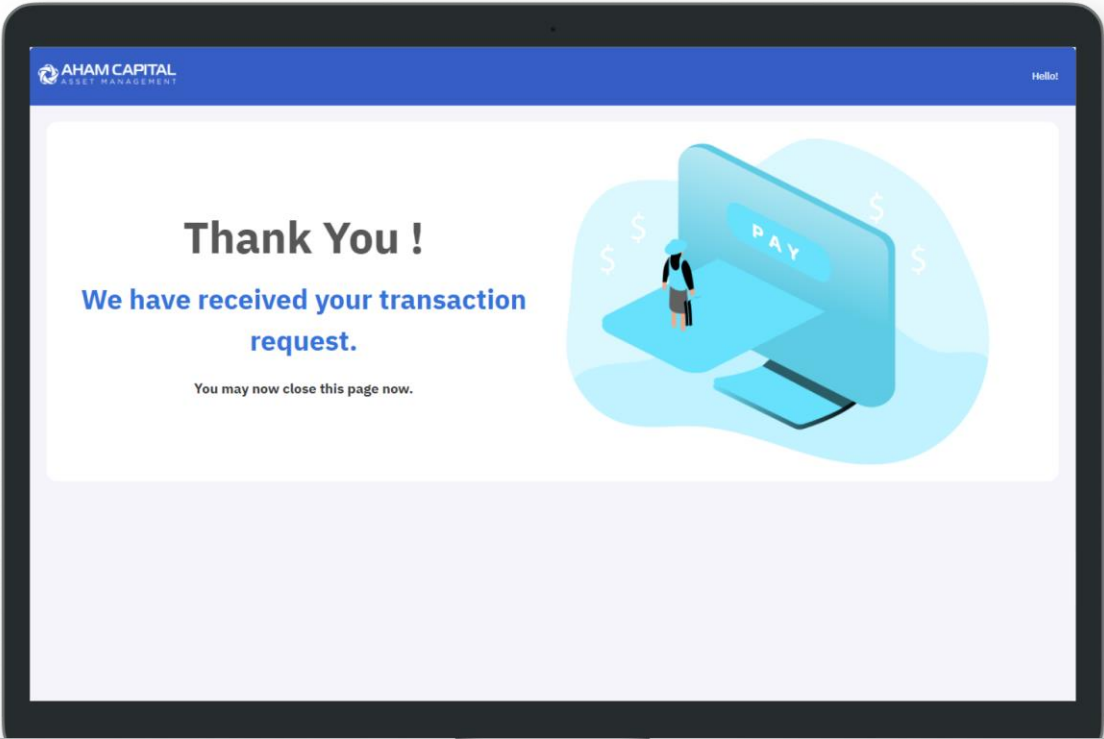 AHAM CAPITAL
ASSET MANAGEMENT
Hello!
Thank You !
We have received your transaction
request.
You may now close this page now.
PAY
$
$
$
$